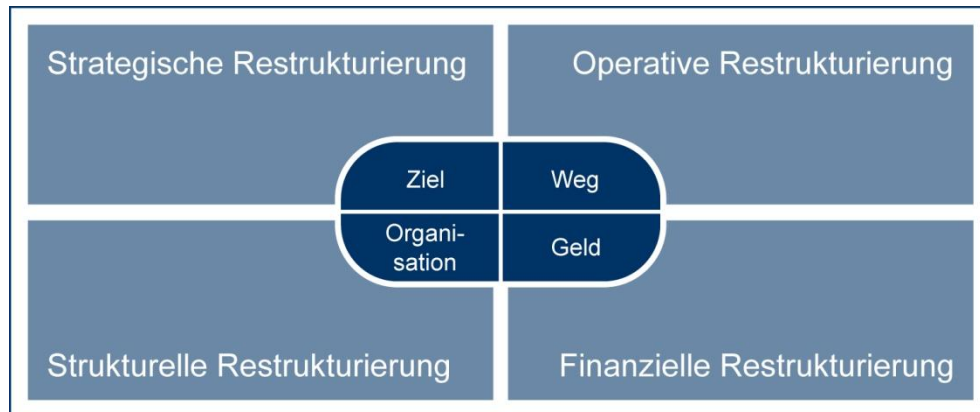 Strategische Restrukturierung
Operative Restrukturierung
Ziel
Weg
Organi-
sation
Geld
Strukturelle Restrukturierung
Finanzielle Restrukturierung